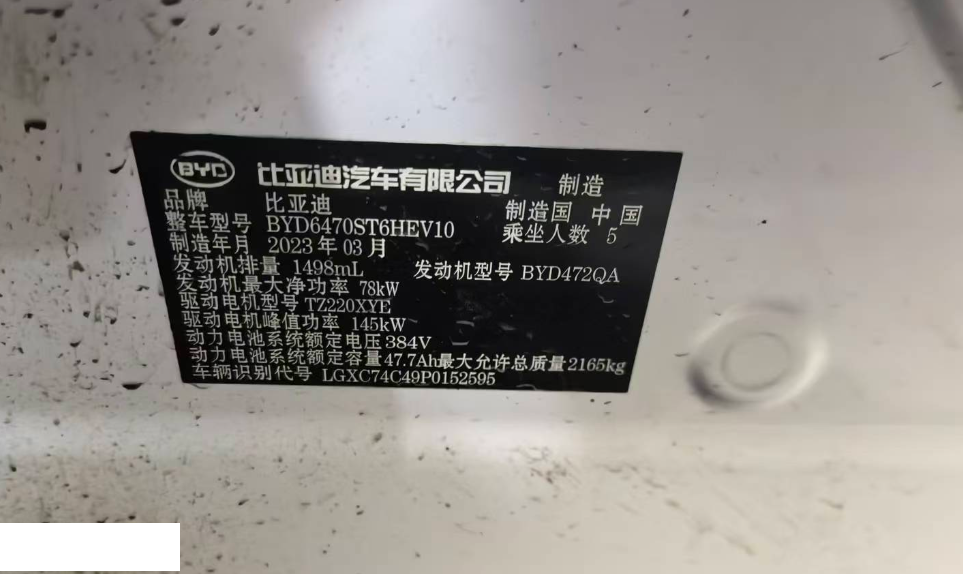 BYD 比亚迪汽车有限公司 制造
品牌 比亚迪 制造国 中国
整车型号 BYD6470ST6HEV10 乘坐人数 5
制造年月 2023年03月
发动机排量 1498mL 发动机型号 BYD472QA
发动机最大净功率 78kW
驱动电机型号 TZ220XYE
驱动电机峰值功率 145kW
动力电池系统额定电压 384V
动力电池系统额定容量 47.7Ah 最大允许总质量 2165kg
车辆识别代号 LGXC74C49P0152595